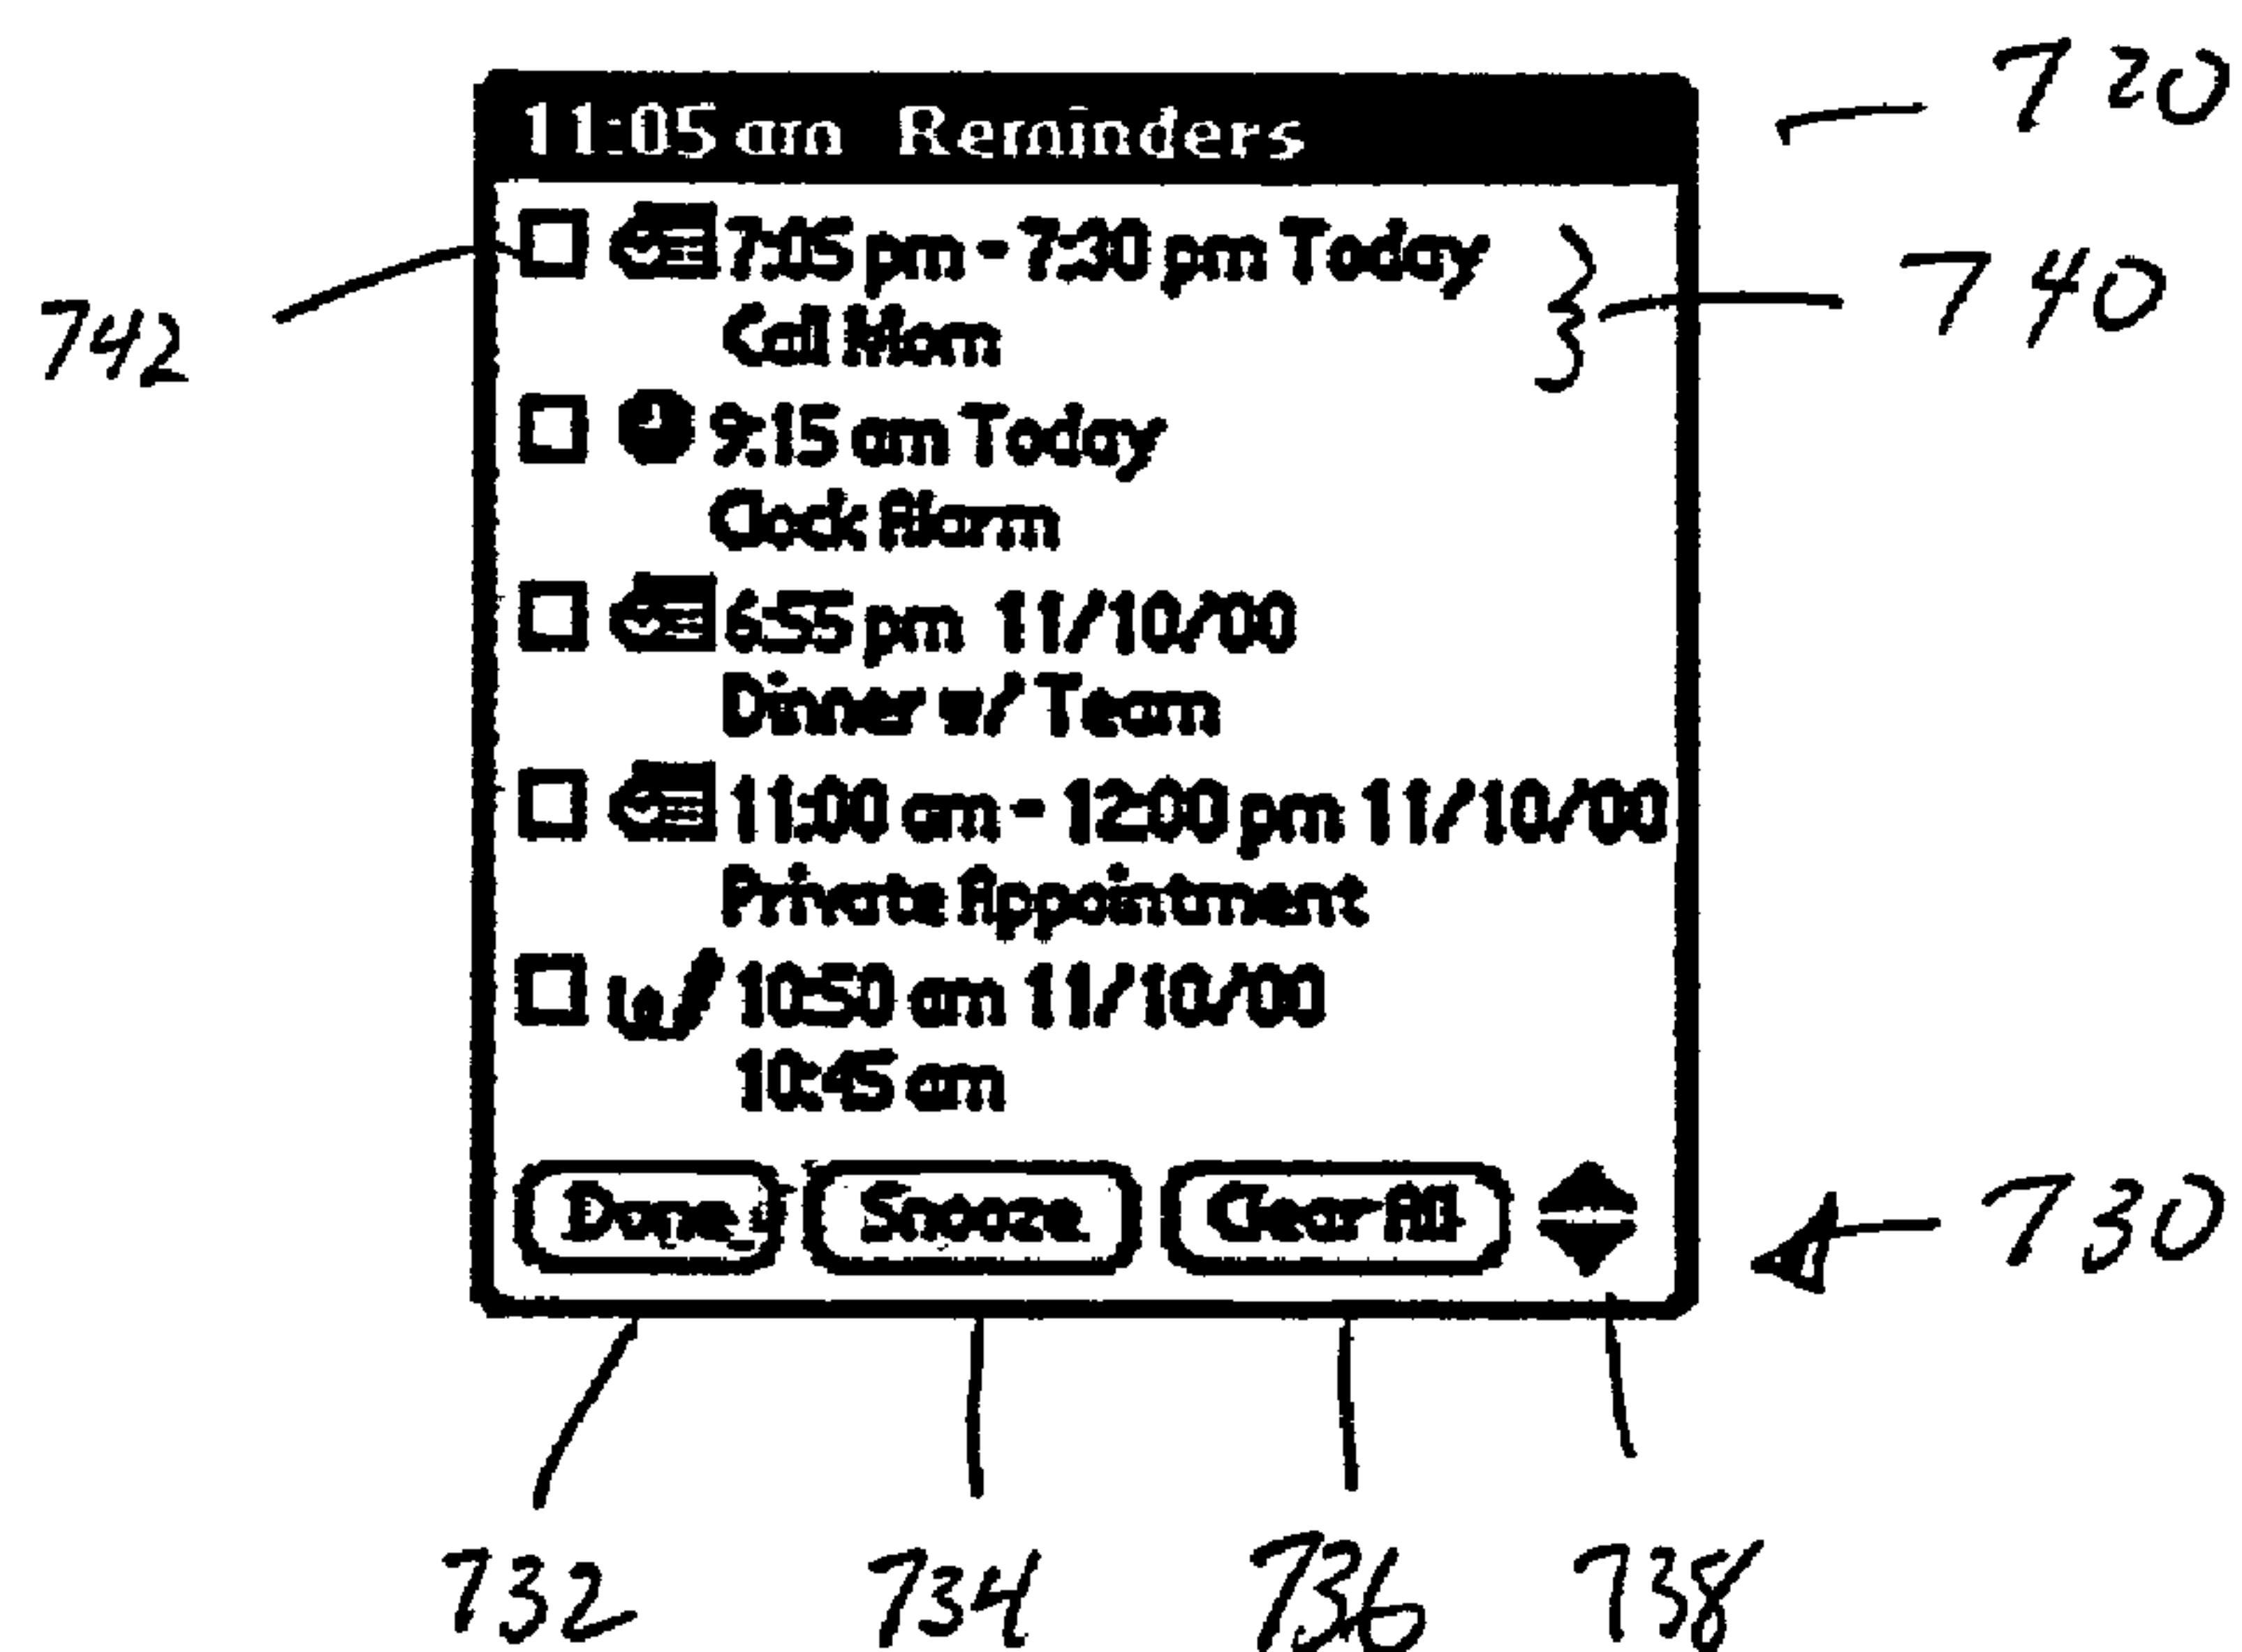 11:05 am Reminders
720
7:15 pm - 7:30 pm Today
740
Call Mom
742
9:15 am Today
Clock Alarm
6:55 pm 11/10/00
Dinner w/ Team
11:00 am - 12:00 pm 11/10/00
Private Appointment
10:50 am 11/10/00
10:45 am
Done Snooze Clear All
730
732 734 736 738